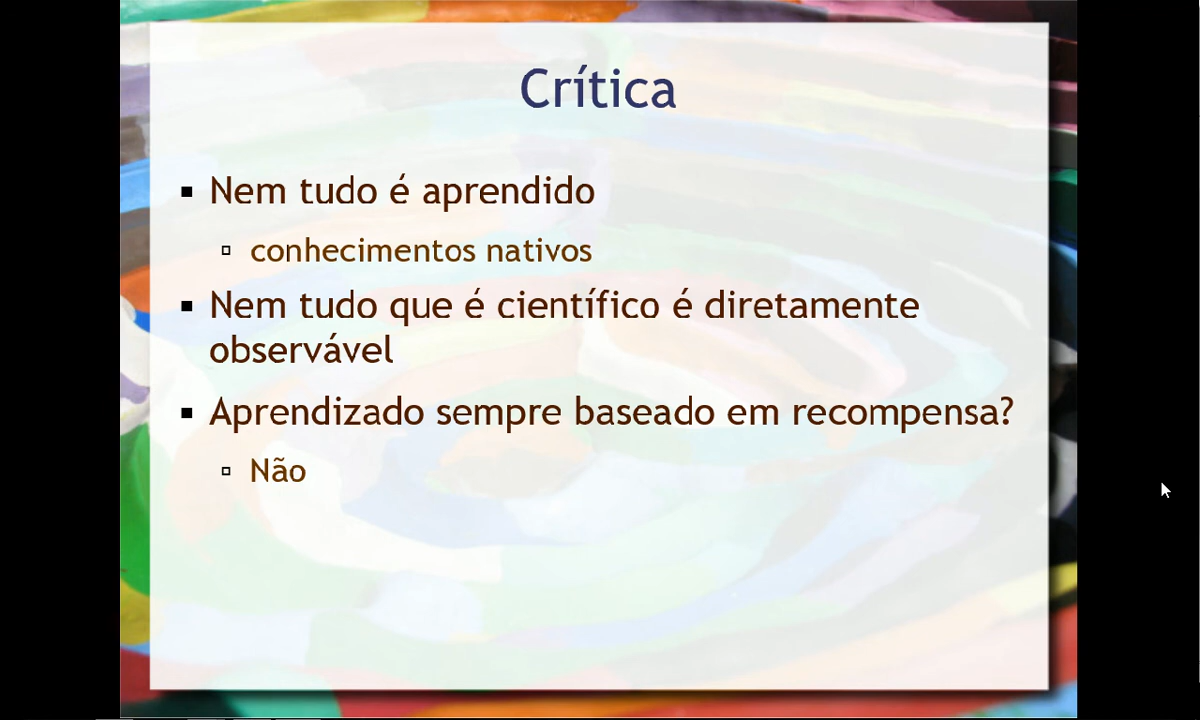 Crítica
Nem tudo é aprendido
conhecimentos nativos
Nem tudo que é científico é diretamente
observável
Aprendizado sempre baseado em recompensa?
Não